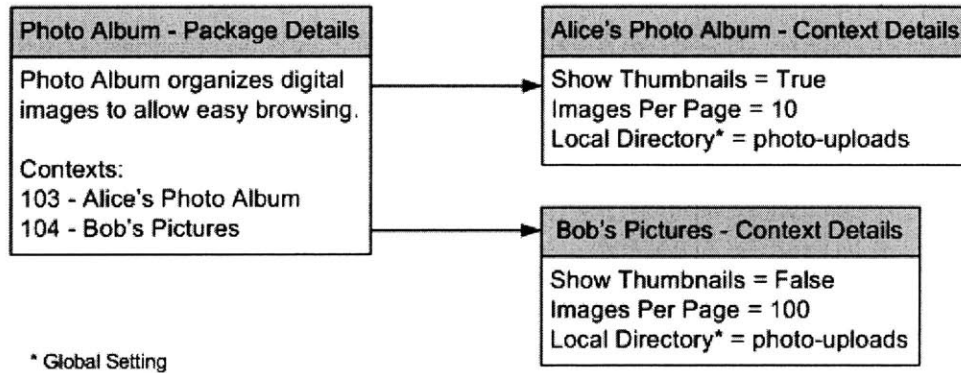 Photo Album - Package Details
Photo Album organizes digital
images to allow easy browsing.
Contexts:
103 - Alice's Photo Album
104 - Bob's Pictures
* Global Setting
Alice's Photo Album - Context Details
Show Thumbnails = True
Images Per Page = 10
Local Directory* = photo-uploads
Bob's Pictures - Context Details
Show Thumbnails = False
Images Per Page = 100
Local Directory* = photo-uploads